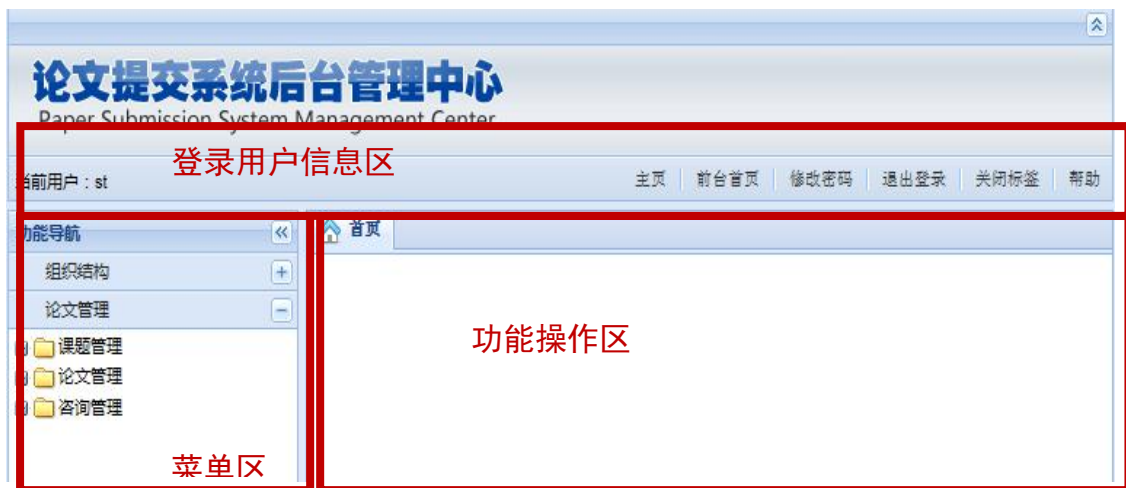 论文提交系统后台管理中心
Paper Submission System Management Center
登录用户信息区
当前用户：st
主页 前台首页 修改密码 退出登录 关闭标签 帮助
功能导航
首页
组织结构
论文管理
课题管理
论文管理
咨询管理
功能操作区
菜单区